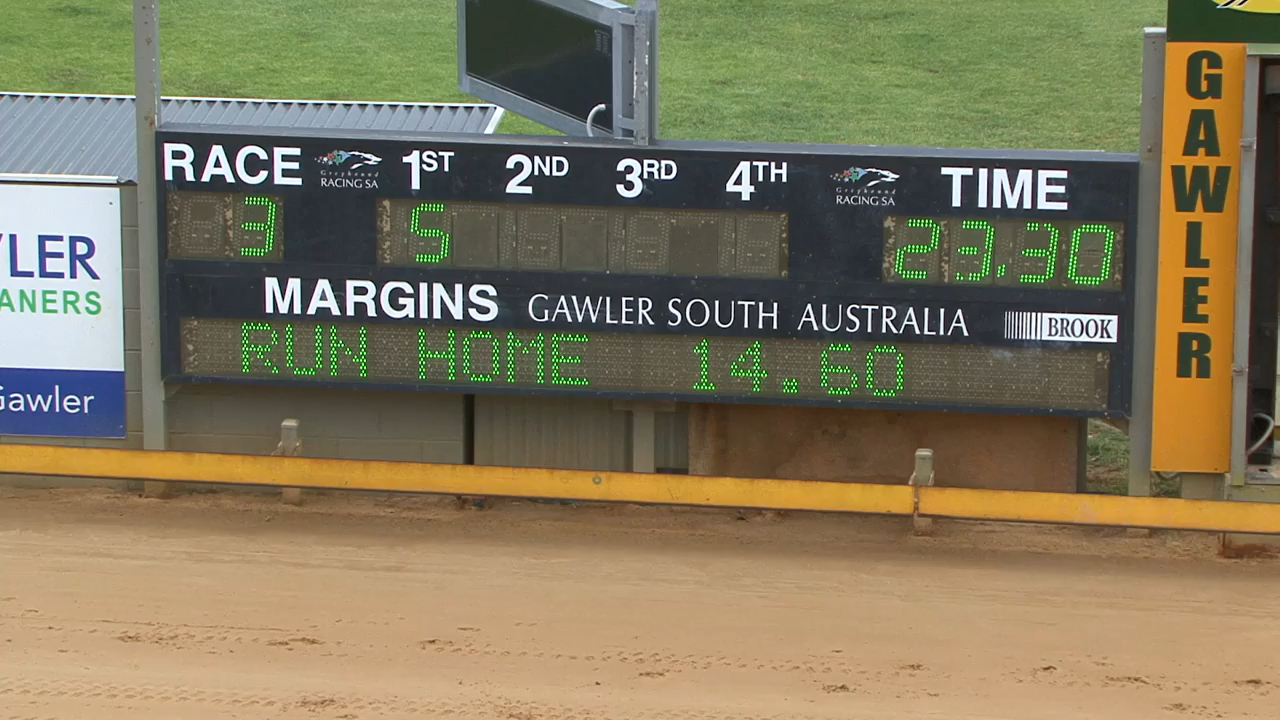 GAWLER
RACE
Greyhound
RACING SA
1ST 2ND 3RD 4TH
Greyhound
RACING SA
TIME
3 5 23.30
MARGINS GAWLER SOUTH AUSTRALIA BROOK
RUN HOME 14.60
LER
ANERS
Gawler